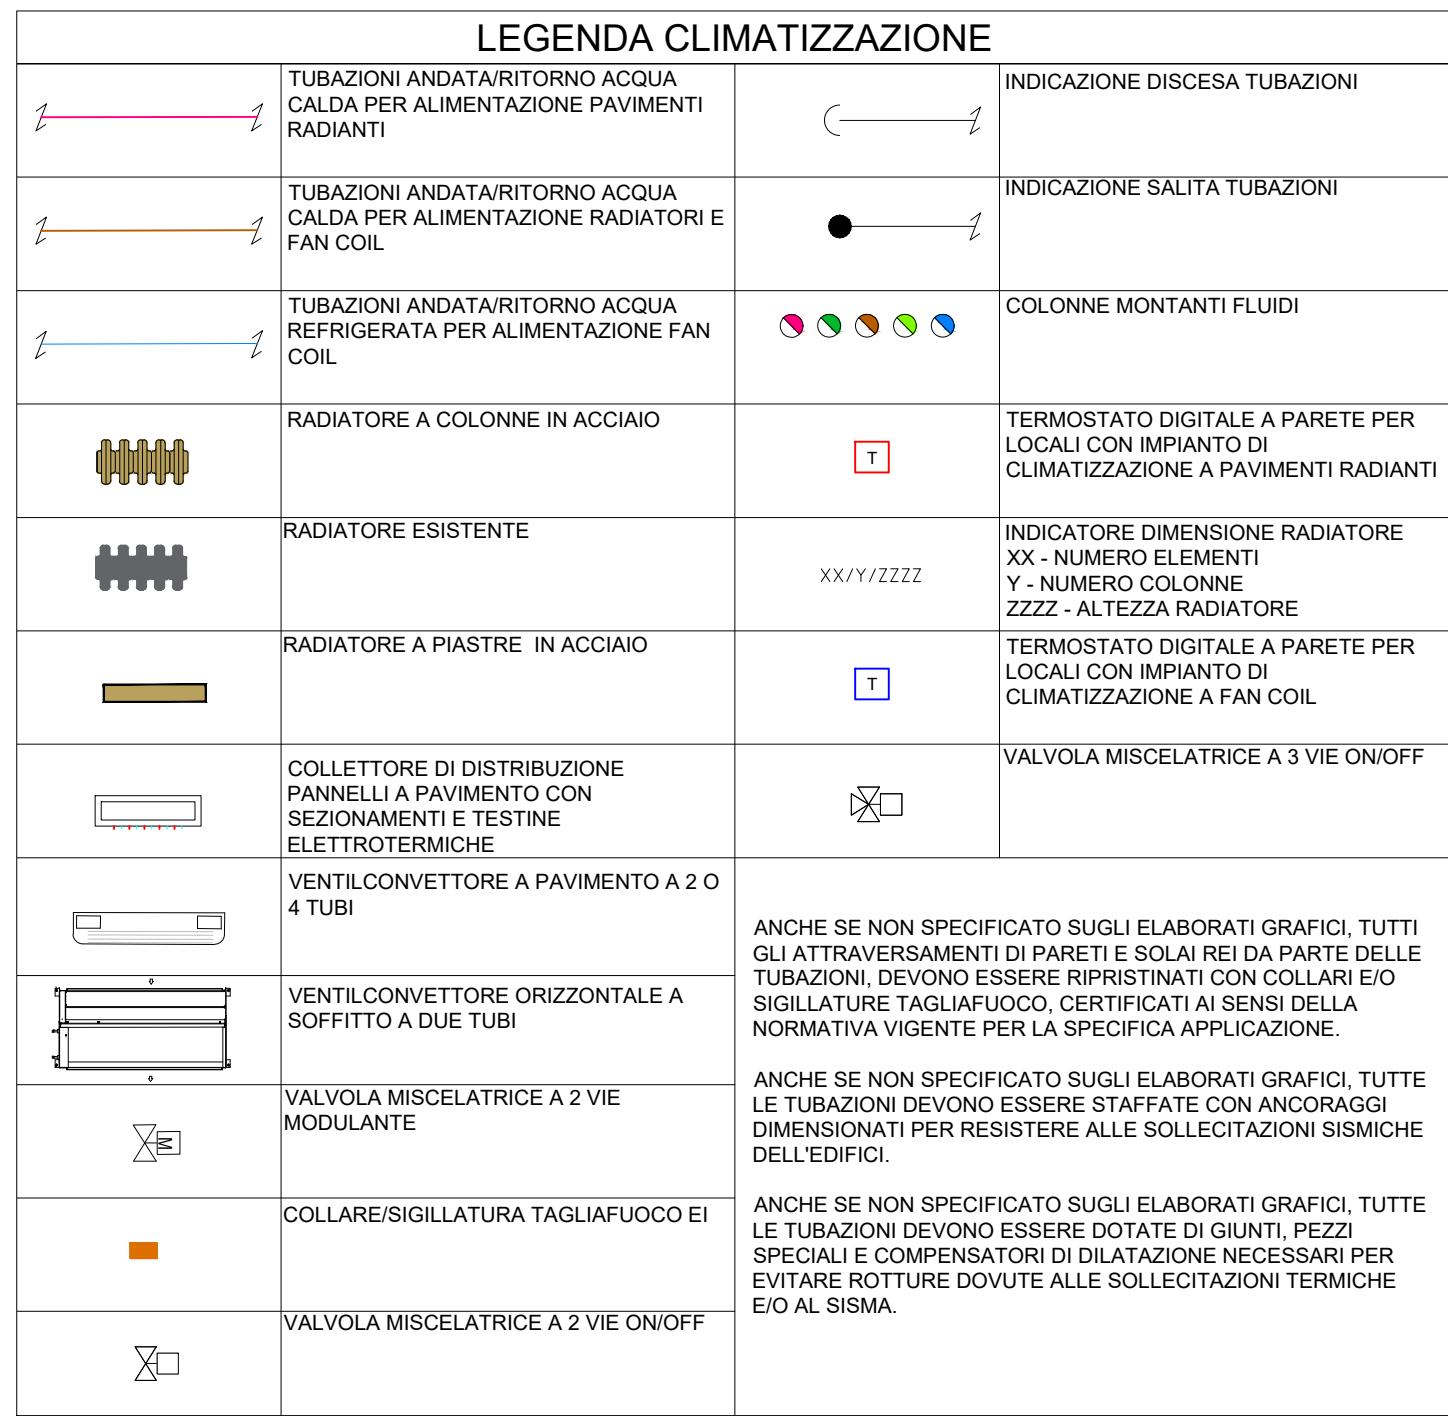 LEGENDA CLIMATIZZAZIONE
TUBAZIONI ANDATA/RITORNO ACQUA
CALDA PER ALIMENTAZIONE PAVIMENTI
RADIANTI
INDICAZIONE DISCESA TUBAZIONI
TUBAZIONI ANDATA/RITORNO ACQUA
CALDA PER ALIMENTAZIONE RADIATORI E
FAN COIL
INDICAZIONE SALITA TUBAZIONI
TUBAZIONI ANDATA/RITORNO ACQUA
REFRIGERATA PER ALIMENTAZIONE FAN
COIL
COLONNE MONTANTI FLUIDI
RADIATORE A COLONNE IN ACCIAIO
T
TERMOSTATO DIGITALE A PARETE PER
LOCALI CON IMPIANTO DI
CLIMATIZZAZIONE A PAVIMENTI RADIANTI
RADIATORE ESISTENTE
XX/Y/ZZZZ
INDICATORE DIMENSIONE RADIATORE
XX - NUMERO ELEMENTI
Y - NUMERO COLONNE
ZZZZ - ALTEZZA RADIATORE
RADIATORE A PIASTRE IN ACCIAIO
T
TERMOSTATO DIGITALE A PARETE PER
LOCALI CON IMPIANTO DI
CLIMATIZZAZIONE A FAN COIL
COLLETTORE DI DISTRIBUZIONE
PANNELLI A PAVIMENTO CON
SEZIONAMENTI E TESTINE
ELETTROTERMICHE
VALVOLA MISCELATRICE A 3 VIE ON/OFF
VENTILCONVETTORE A PAVIMENTO A 2 O
4 TUBI
VENTILCONVETTORE ORIZZONTALE A
SOFFITTO A DUE TUBI
VALVOLA MISCELATRICE A 2 VIE
MODULANTE
M
COLLARE/SIGILLATURA TAGLIAFUOCO EI
VALVOLA MISCELATRICE A 2 VIE ON/OFF
ANCHE SE NON SPECIFICATO SUGLI ELABORATI GRAFICI, TUTTI
GLI ATTRAVERSAMENTI DI PARETI E SOLAI REI DA PARTE DELLE
TUBAZIONI, DEVONO ESSERE RIPRISTINATI CON COLLARI E/O
SIGILLATURE TAGLIAFUOCO, CERTIFICATI AI SENSI DELLA
NORMATIVA VIGENTE PER LA SPECIFICA APPLICAZIONE.
ANCHE SE NON SPECIFICATO SUGLI ELABORATI GRAFICI, TUTTE
LE TUBAZIONI DEVONO ESSERE STAFFATE CON ANCORAGGI
DIMENSIONATI PER RESISTERE ALLE SOLLECITAZIONI SISMICHE
DELL'EDIFICI.
ANCHE SE NON SPECIFICATO SUGLI ELABORATI GRAFICI, TUTTE
LE TUBAZIONI DEVONO ESSERE DOTATE DI GIUNTI, PEZZI
SPECIALI E COMPENSATORI DI DILATAZIONE NECESSARI PER
EVITARE ROTTURE DOVUTE ALLE SOLLECITAZIONI TERMICHE
E/O AL SISMA.